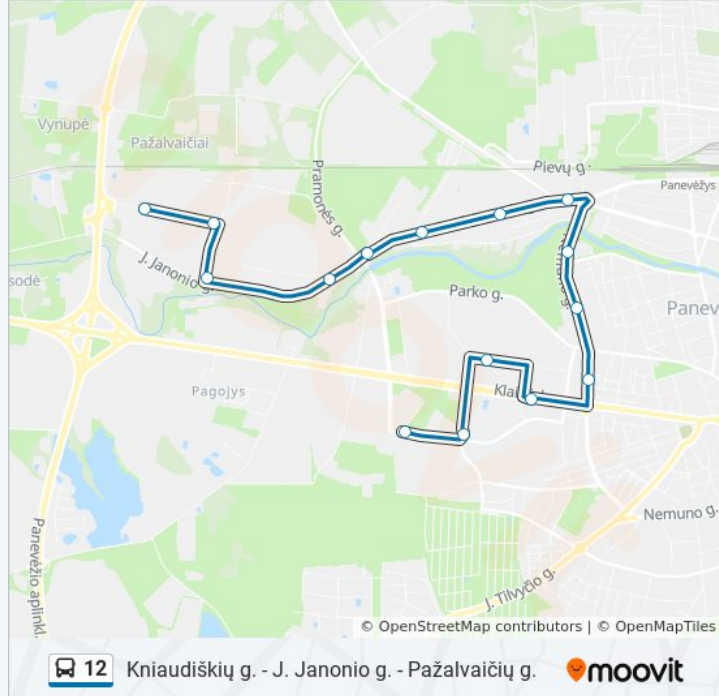 Vynupė
Pažalvaičiai
Pramonės g.
Pievų g.
Panevėžys
J. Janonio g.
sodė
Parko g.
Panev
Pagojys
Nemuno g.
J. Tilvyčio g.
Panevėžio aplinkl.
© OpenStreetMap contributors | © OpenMapTiles
12 Kniaudiškių g. - J. Janonio g. - Pažalvaičių g. moovit